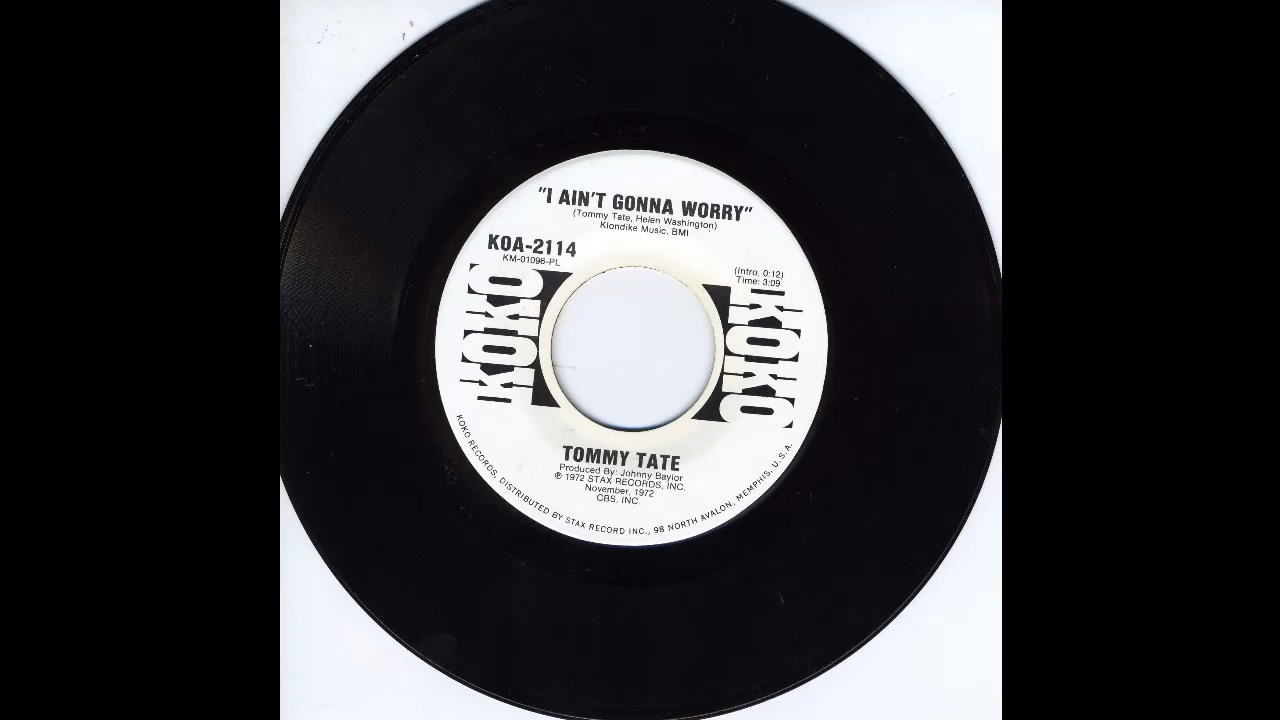 "I AIN'T GONNA WORRY"
(Tommy Tate, Helen Washington)
Klondike Music, BMI
KOA-2114
KM-01096-PL
(Intro. 0:12)
Time: 3:09
KOKO
KOKO
TOMMY TATE
Produced By: Johnny Baylor
℗ 1972 STAX RECORDS, INC.
November, 1972
CBS, INC.
KOKO RECORDS, DISTRIBUTED BY STAX RECORD INC., 98 NORTH AVALON, MEMPHIS, U.S.A.